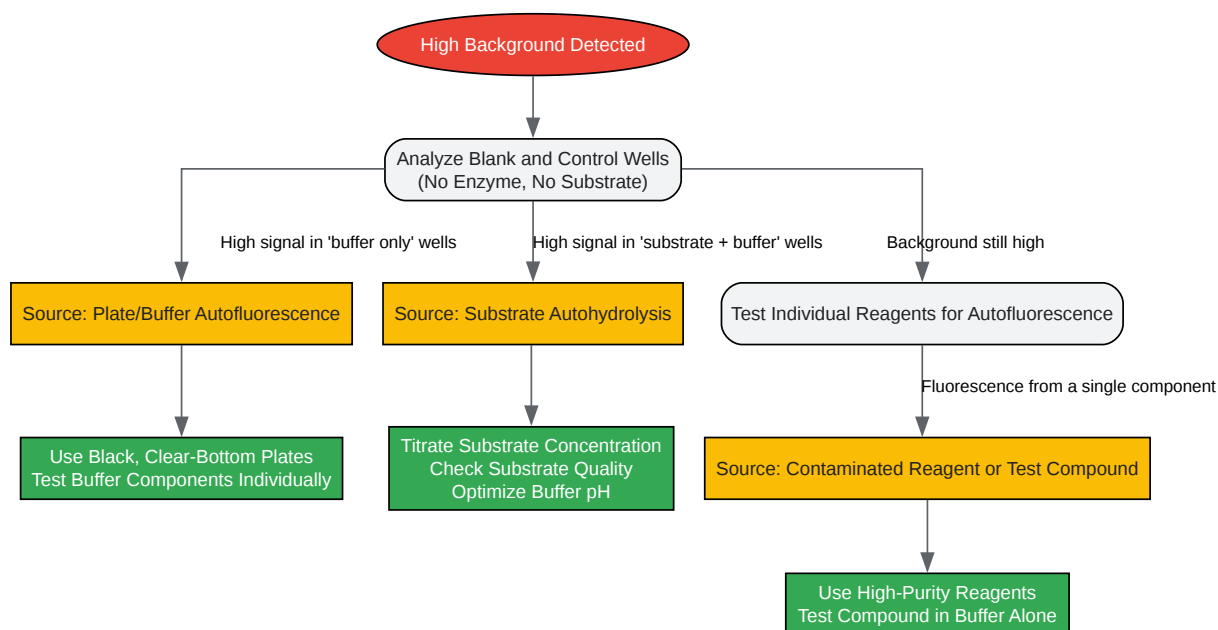 High Background Detected
Analyze Blank and Control Wells
(No Enzyme, No Substrate)
High signal in 'buffer only' wells
High signal in 'substrate + buffer' wells
Background still high
Source: Plate/Buffer Autofluorescence
Source: Substrate Autohydrolysis
Test Individual Reagents for Autofluorescence
Fluorescence from a single component
Use Black, Clear-Bottom Plates
Test Buffer Components Individually
Titrate Substrate Concentration
Check Substrate Quality
Optimize Buffer pH
Source: Contaminated Reagent or Test Compound
Use High-Purity Reagents
Test Compound in Buffer Alone